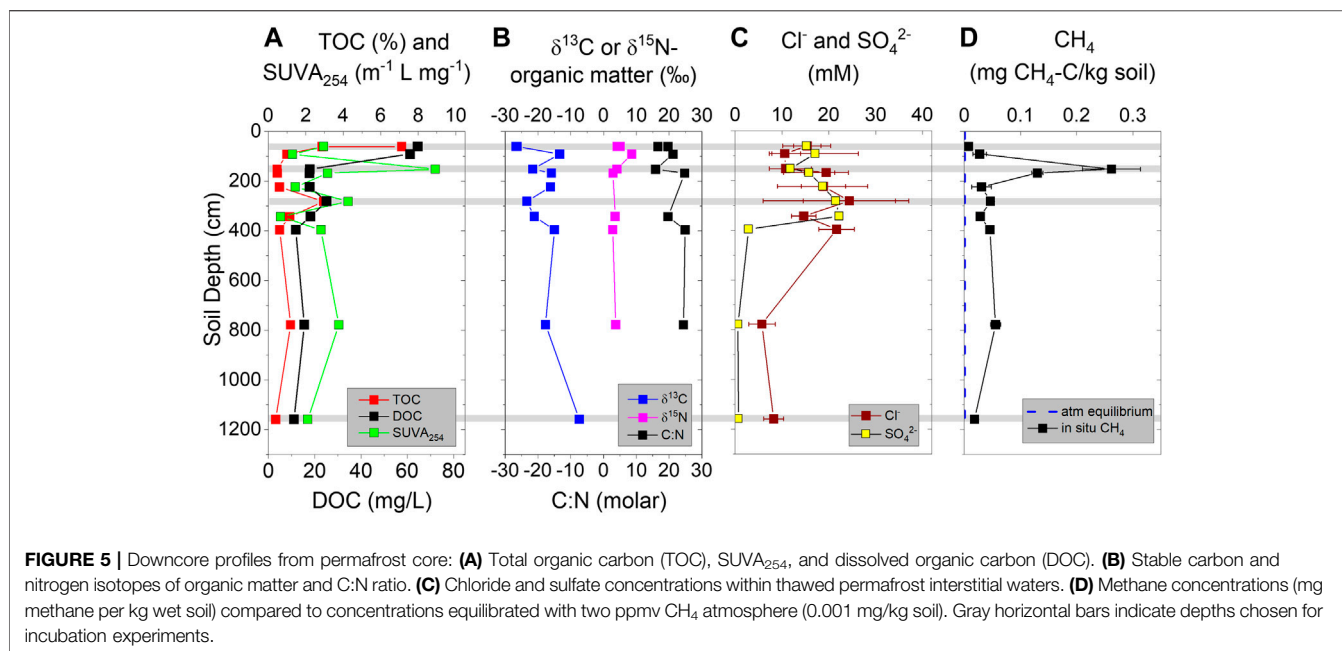 A TOC (%) and
SUVA₂₅₄ (m⁻¹ L mg⁻¹)
0 1 2 3 4 5 6 7 8 9 10
B δ¹³C or δ¹⁵N-
organic matter (‰)
-30 -20 -10 0 10 20 30
C Cl⁻ and SO₄²⁻
(mM)
0 10 20 30 40
D CH₄
(mg CH₄-C/kg soil)
0 0.1 0.2 0.3
Soil Depth (cm)
0
200
400
600
800
1000
1200
TOC
DOC
SUVA₂₅₄
δ¹³C
δ¹⁵N
C:N
Cl⁻
SO₄²⁻
atm equilibrium
in situ CH₄
0 20 40 60 80
DOC (mg/L)
-30 -20 -10 0 10 20 30
C:N (molar)
FIGURE 5 | Downcore profiles from permafrost core: (A) Total organic carbon (TOC), SUVA₂₅₄, and dissolved organic carbon (DOC). (B) Stable carbon and
nitrogen isotopes of organic matter and C:N ratio. (C) Chloride and sulfate concentrations within thawed permafrost interstitial waters. (D) Methane concentrations (mg
methane per kg wet soil) compared to concentrations equilibrated with two ppmv CH₄ atmosphere (0.001 mg/kg soil). Gray horizontal bars indicate depths chosen for
incubation experiments.